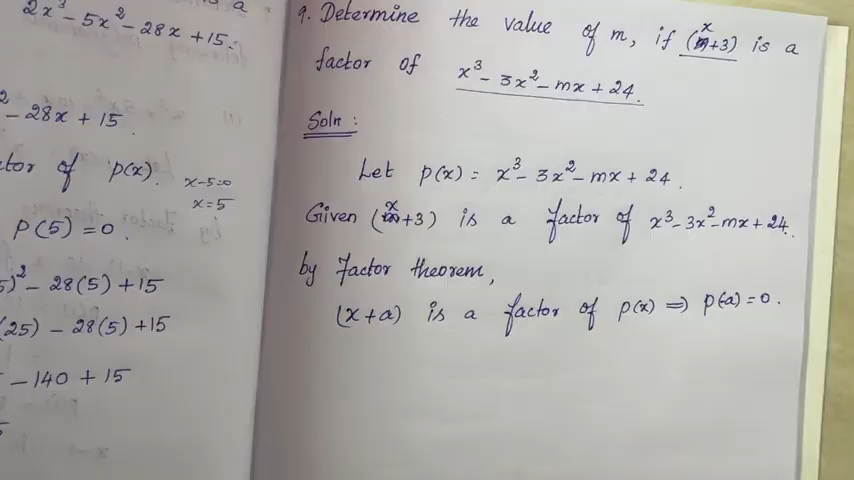 2x³ - 5x² - 28x + 15
² - 28x + 15.
of p(x).
x-5=0
x=5
P(5) = 0.
)² - 28(5) + 15
(25) - 28(5) + 15
- 140 + 15
9. Determine the value of m, if (x+3) is a
factor of x³ - 3x² - mx + 24.
Soln :
Let p(x) = x³ - 3x² - mx + 24.
Given (x+3) is a factor of x³ - 3x² - mx + 24.
by Factor theorem,
(x+a) is a factor of p(x) ⇒ p(-a) = 0.